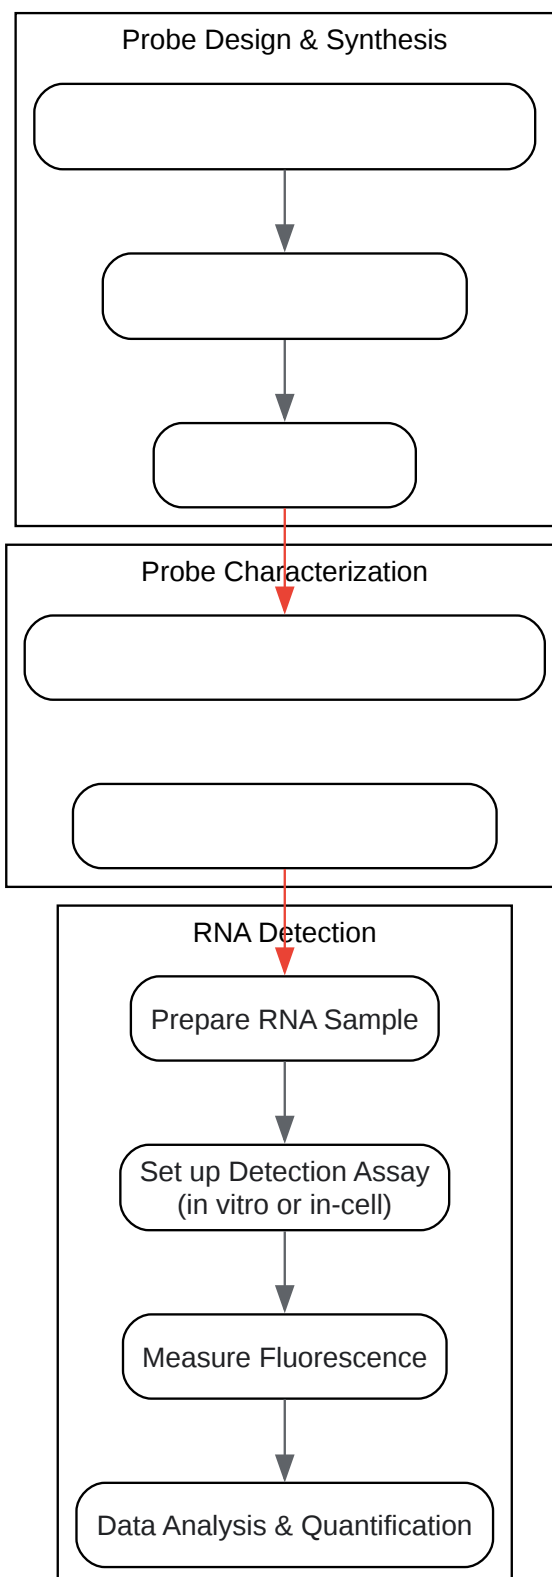 Probe Design & Synthesis
Probe Characterization
RNA Detection
Prepare RNA Sample
Set up Detection Assay
(in vitro or in-cell)
Measure Fluorescence
Data Analysis & Quantification